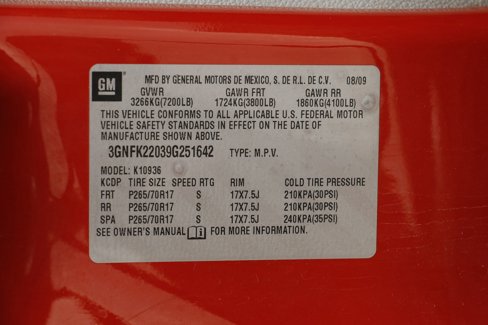 GM
MFD BY GENERAL MOTORS DE MEXICO, S. DE R.L. DE C.V. 08/09
GVWR GAWR FRT GAWR RR
3266KG(7200LB) 1724KG(3800LB) 1860KG(4100LB)
THIS VEHICLE CONFORMS TO ALL APPLICABLE U.S. FEDERAL MOTOR
VEHICLE SAFETY STANDARDS IN EFFECT ON THE DATE OF
MANUFACTURE SHOWN ABOVE.
3GNFK22039G251642 TYPE: M.P.V.
MODEL: K10936
KCDP TIRE SIZE SPEED RTG RIM COLD TIRE PRESSURE
FRT P265/70R17 S 17X7.5J 210KPA(30PSI)
RR P265/70R17 S 17X7.5J 210KPA(30PSI)
SPA P265/70R17 S 17X7.5J 240KPA(35PSI)
SEE OWNER'S MANUAL i FOR MORE INFORMATION.